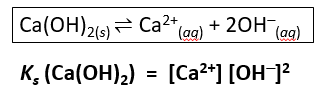 Ca(OH)₂₍ₛ₎ ⇌ Ca²⁺₍aq₎ + 2OH⁻₍aq₎
Kₛ (Ca(OH)₂) = [Ca²⁺] [OH⁻]²